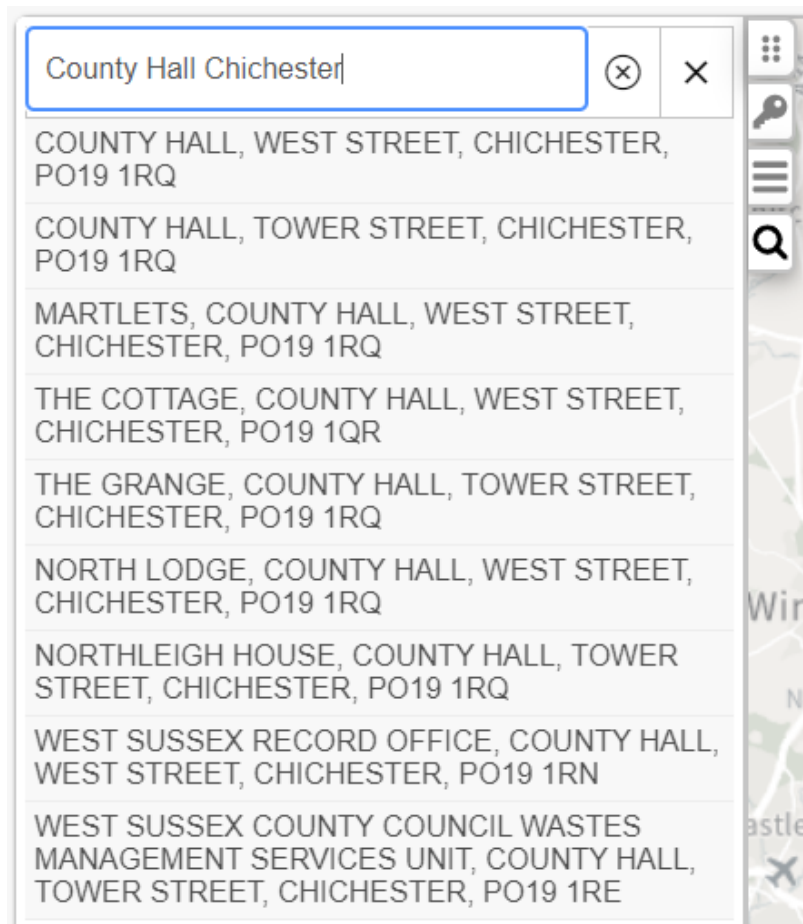 County Hall Chichester
COUNTY HALL, WEST STREET, CHICHESTER,
PO19 1RQ
COUNTY HALL, TOWER STREET, CHICHESTER,
PO19 1RQ
MARTLETS, COUNTY HALL, WEST STREET,
CHICHESTER, PO19 1RQ
THE COTTAGE, COUNTY HALL, WEST STREET,
CHICHESTER, PO19 1QR
THE GRANGE, COUNTY HALL, TOWER STREET,
CHICHESTER, PO19 1RQ
NORTH LODGE, COUNTY HALL, WEST STREET,
CHICHESTER, PO19 1RQ
NORTHLEIGH HOUSE, COUNTY HALL, TOWER
STREET, CHICHESTER, PO19 1RQ
WEST SUSSEX RECORD OFFICE, COUNTY HALL,
WEST STREET, CHICHESTER, PO19 1RN
WEST SUSSEX COUNTY COUNCIL WASTES
MANAGEMENT SERVICES UNIT, COUNTY HALL,
TOWER STREET, CHICHESTER, PO19 1RE
Wir
N
astle